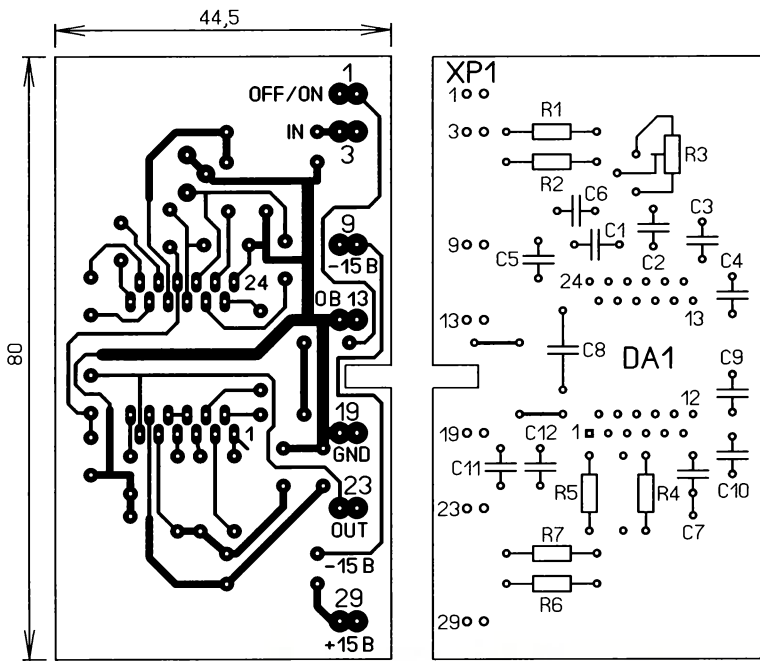 44,5
80
1
OFF/ON
IN
3
9
-15 В
24
0В 13
1
19
GND
23
OUT
-15 В
29
+15 В
XP1
1
3
R1
R2
R3
C6
C1
C2
C3
9
C5
C4
24
13
13
C8
DA1
C9
12
19
1
C12
C11
C10
R5
R4
C7
23
R7
R6
29